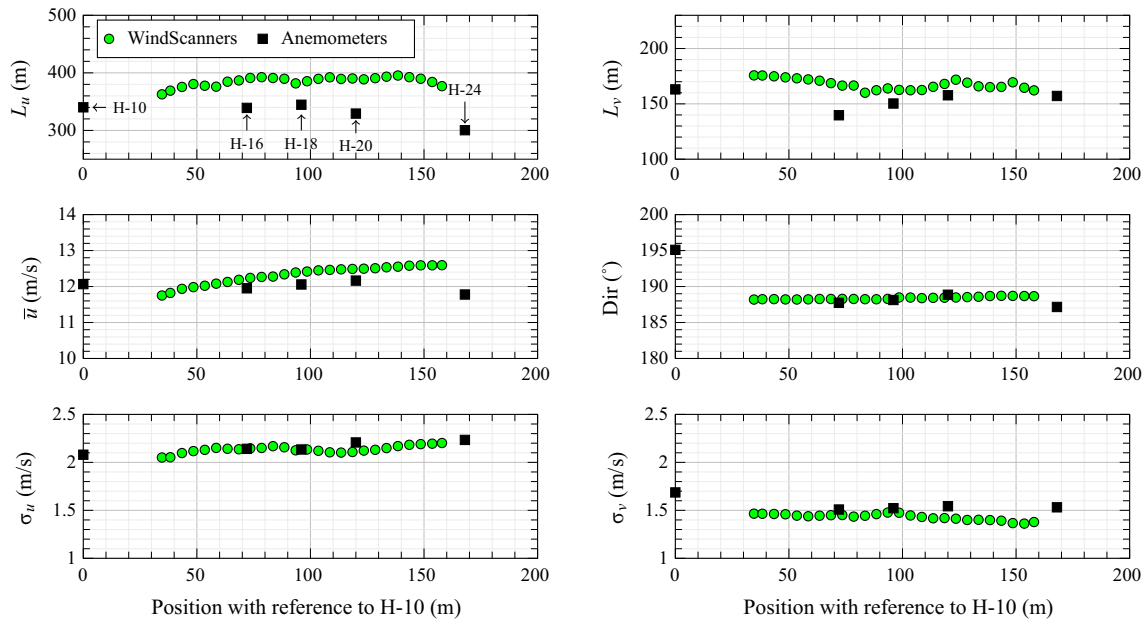 500
400
300
L_u (m)
WindScanners
Anemometers
H-10
H-16
H-18
H-20
H-24
0 50 100 150 200
200
150
100
L_v (m)
0 50 100 150 200
14
13
12
11
10
u̅ (m/s)
0 50 100 150 200
200
195
190
185
180
Dir (°)
0 50 100 150 200
2.5
2
1.5
1
σ_u (m/s)
0 50 100 150 200
Position with reference to H-10 (m)
2.5
2
1.5
1
σ_v (m/s)
0 50 100 150 200
Position with reference to H-10 (m)